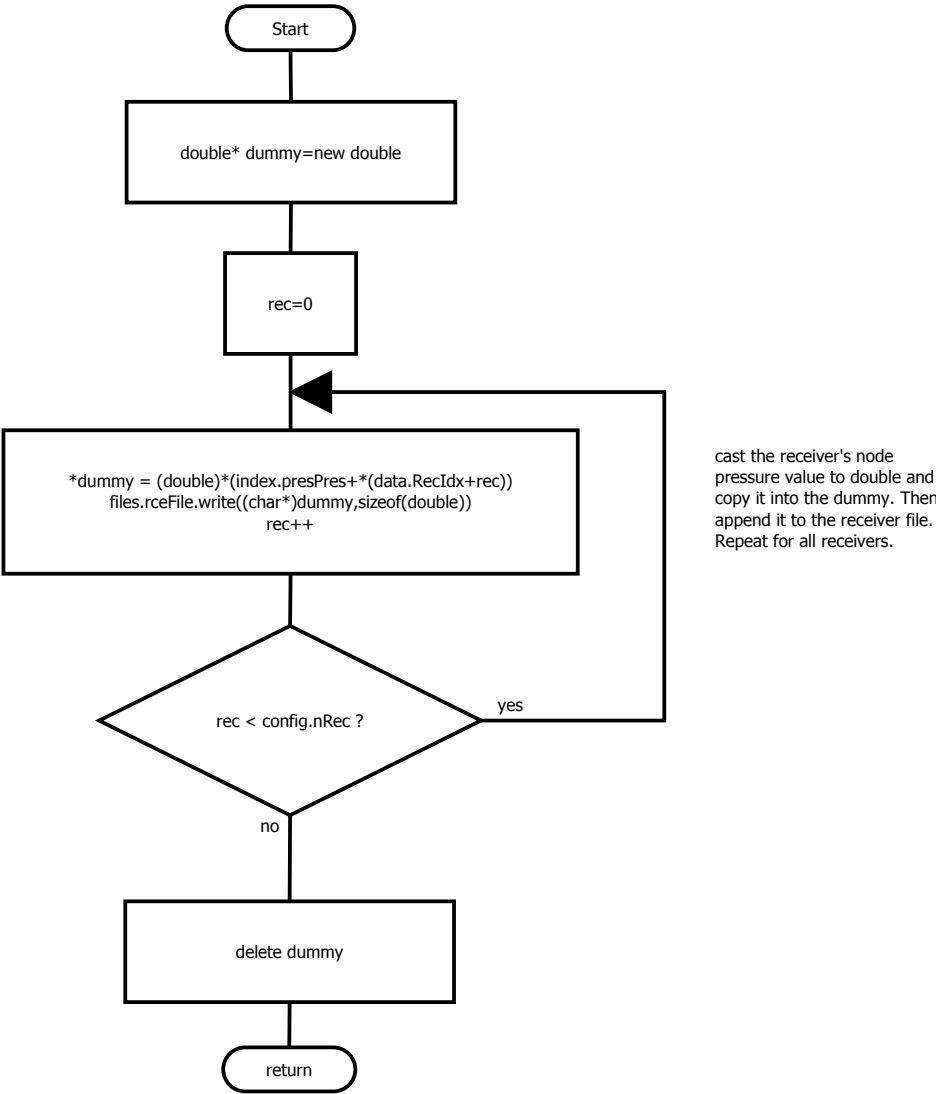 Start
double* dummy=new double
rec=0
*dummy = (double)*(index.presPres+*(data.RecIdx+rec))
files.rceFile.write((char*)dummy,sizeof(double))
rec++
cast the receiver's node
pressure value to double and
copy it into the dummy. Then
append it to the receiver file.
Repeat for all receivers.
rec < config.nRec ?
yes
no
delete dummy
return